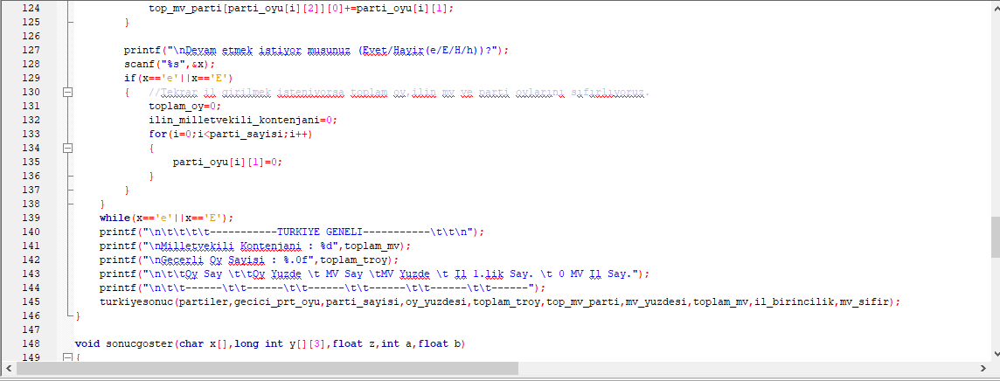 124 top_mv_parti[parti_oyu[i][2]][0]+=parti_oyu[i][1];
125 }
126
127 printf("\nDevam etmek istiyor musunuz (Evet/Hayir(e/E/H/h))?");
128 scanf("%s",&x);
129 if(x=='e'||x=='E')
130 { //Tekrar il girilmek isteniyorsa toplam oy,ilin mv ve parti oylarını sıfırlıyoruz.
131 toplam_oy=0;
132 ilin_milletvekili_kontenjani=0;
133 for(i=0;i<parti_sayisi;i++)
134 {
135 parti_oyu[i][1]=0;
136 }
137 }
138 }
139 while(x=='e'||x=='E');
140 printf("\n\t\t\t\t-----------TURKIYE GENELI-----------\t\t\n");
141 printf("\nMilletvekili Kontenjani : %d",toplam_mv);
142 printf("\nGecerli Oy Sayisi : %.0f",toplam_troy);
143 printf("\n\t\tOy Say \t\tOy Yuzde \t MV Say \tMV Yuzde \t Il 1.lik Say. \t 0 MV Il Say.");
144 printf("\n\t\t------\t\t------\t\t------\t\t------\t\t------\t\t------");
145 turkiyesonuc(partiler,gecici_prt_oyu,parti_sayisi,oy_yuzdesi,toplam_troy,top_mv_parti,mv_yuzdesi,toplam_mv,il_birincilik,mv_sifir);
146 }
147
148 void sonucgoster(char x[],long int y[][3],float z,int a,float b)
149 {